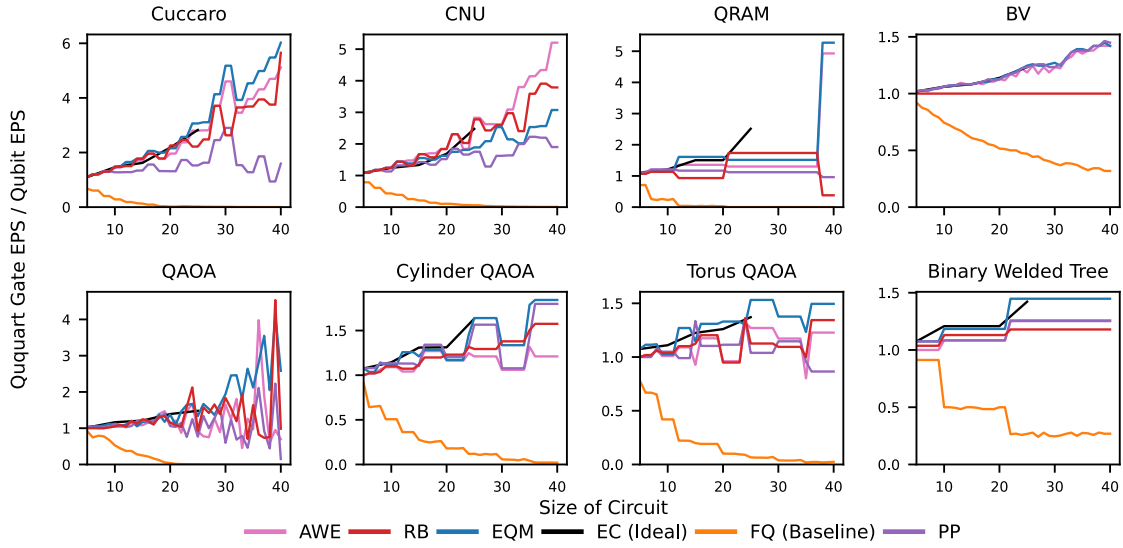 Cuccaro CNU QRAM BV
6 5 5 1.5
4 4 4 1.0
3 3
2 2 2 0.5
1 1
0 0 0 0.0
10 20 30 40 10 20 30 40 10 20 30 40 10 20 30 40
QAOA Cylinder QAOA Torus QAOA Binary Welded Tree
4 1.5 1.5 1.5
3 1.0 1.0 1.0
2
1 0.5 0.5 0.5
0 0.0 0.0 0.0
10 20 30 40 10 20 30 40 10 20 30 40 10 20 30 40
Ququart Gate EPS / Qubit EPS
Size of Circuit
AWE RB EQM EC (Ideal) FQ (Baseline) PP